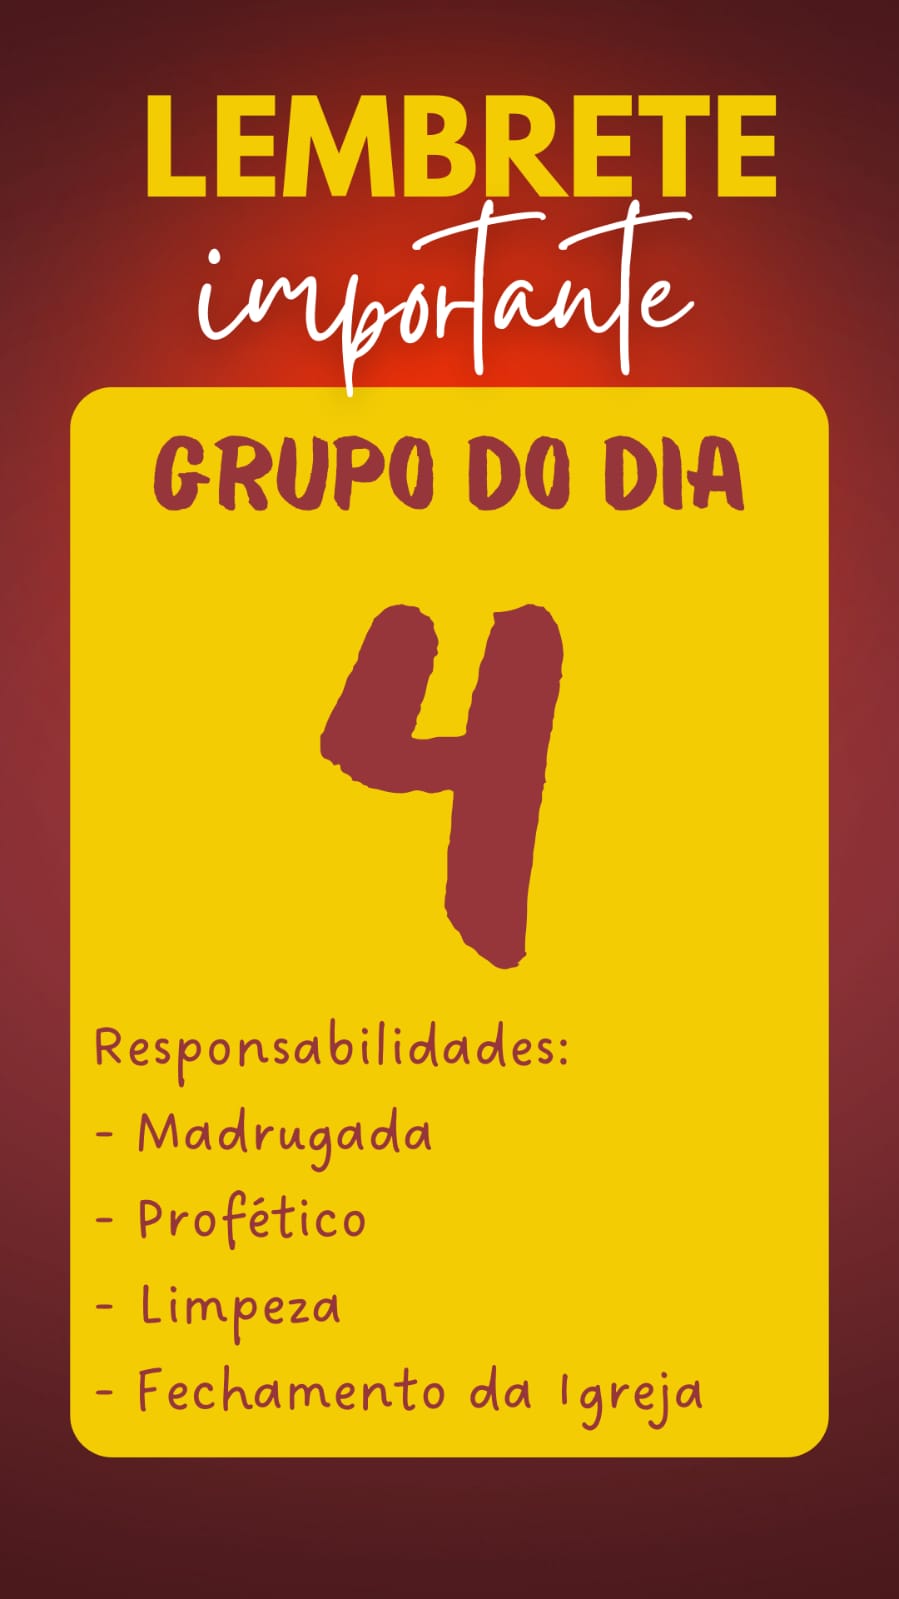 LEMBRETE
importante
GRUPO DO DIA
4
Responsabilidades:
- Madrugada
- Profético
- Limpeza
- Fechamento da Igreja